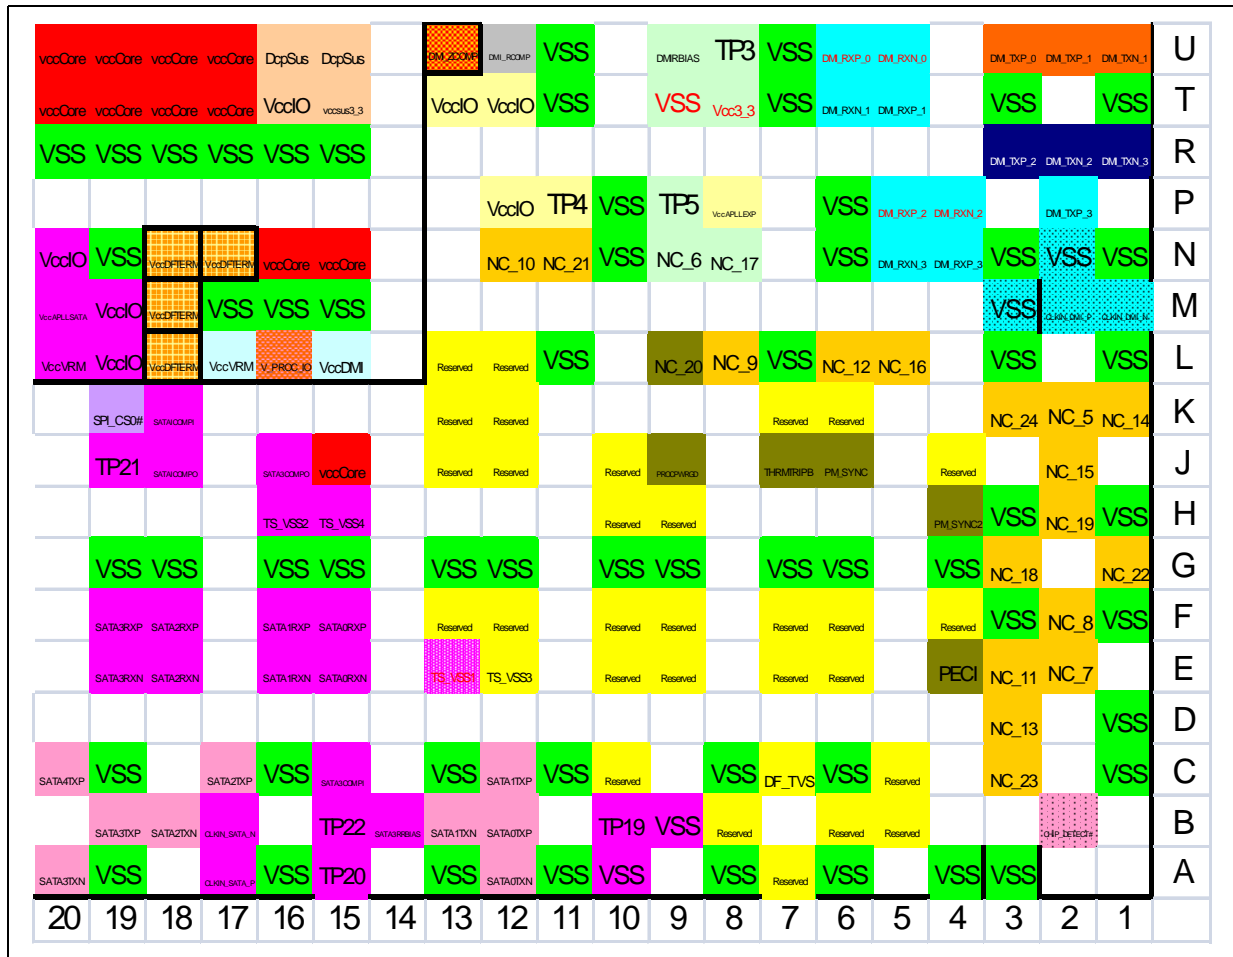 vccCore vccCore vccCore vccCore DcpSus DcpSus DMI_ZCOMP DMI_RCOMP VSS DMIRBIAS TP3 VSS DMI_RXP_0 DMI_RXN_0 DMI_TXP_0 DMI_TXP_1 DMI_TXN_1 U
vccCore vccCore vccCore vccCore VccIO vccsus3_3 VccIO VccIO VSS VSS Vcc3_3 VSS DMI_RXN_1 DMI_RXP_1 VSS VSS T
VSS VSS VSS VSS VSS VSS DMI_TXP_2 DMI_TXN_2 DMI_TXN_3 R
VccIO TP4 VSS TP5 VccAPLLEXP VSS DMI_RXP_2 DMI_RXN_2 DMI_TXP_3 P
VccIO VSS VccDFTERM VccDFTERM vccCore vccCore NC_10 NC_21 VSS NC_6 NC_17 VSS DMI_RXN_3 DMI_RXP_3 VSS VSS VSS N
VccAPLLSATA VccIO VccDFTERM VSS VSS VSS VSS CLKIN_DMI_P CLKIN_DMI_N M
VccVRM VccIO VccDFTERM VccVRM V_PROC_IO VccDMI Reserved Reserved VSS NC_20 NC_9 VSS NC_12 NC_16 VSS VSS L
SPI_CS0# SATAICOMPI Reserved Reserved Reserved Reserved NC_24 NC_5 NC_14 K
TP21 SATAICOMPO SATA3COMPO vccCore Reserved Reserved Reserved PROCPWRGD THRMTRIPB PM_SYNC Reserved NC_15 J
TS_VSS2 TS_VSS4 Reserved Reserved PM_SYNC2 VSS NC_19 VSS H
VSS VSS VSS VSS VSS VSS VSS VSS VSS VSS VSS NC_18 NC_22 G
SATA3RXP SATA2RXP SATA1RXP SATA0RXP Reserved Reserved Reserved Reserved Reserved Reserved Reserved VSS NC_8 VSS F
SATA3RXN SATA2RXN SATA1RXN SATA0RXN TS_VSS1 TS_VSS3 Reserved Reserved Reserved Reserved PECI NC_11 NC_7 E
NC_13 VSS D
SATA4TXP VSS SATA2TXP VSS SATA3COMPI VSS SATA1TXP VSS Reserved VSS DF_TVS VSS Reserved NC_23 VSS C
SATA3TXP SATA2TXN CLKIN_SATA_N TP22 SATA3RBIAS SATA1TXN SATA0TXP TP19 VSS Reserved Reserved Reserved CHIP_DETECT# B
SATA3TXN VSS CLKIN_SATA_P VSS TP20 VSS SATA0TXN VSS VSS VSS Reserved VSS VSS VSS A
20 19 18 17 16 15 14 13 12 11 10 9 8 7 6 5 4 3 2 1